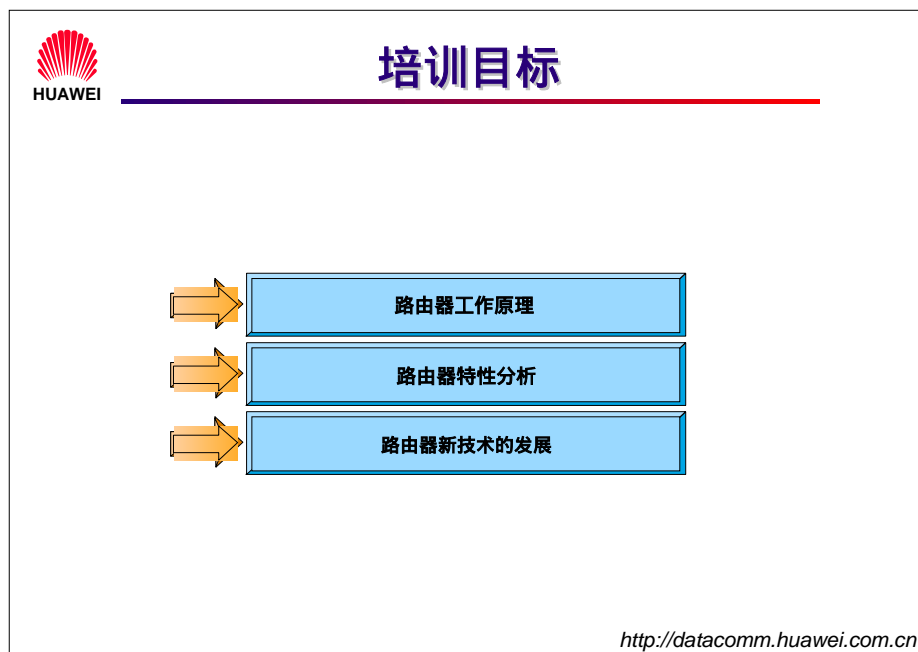 培训目标
HUAWEI
路由器工作原理
路由器特性分析
路由器新技术的发展
http://datacomm.huawei.com.cn